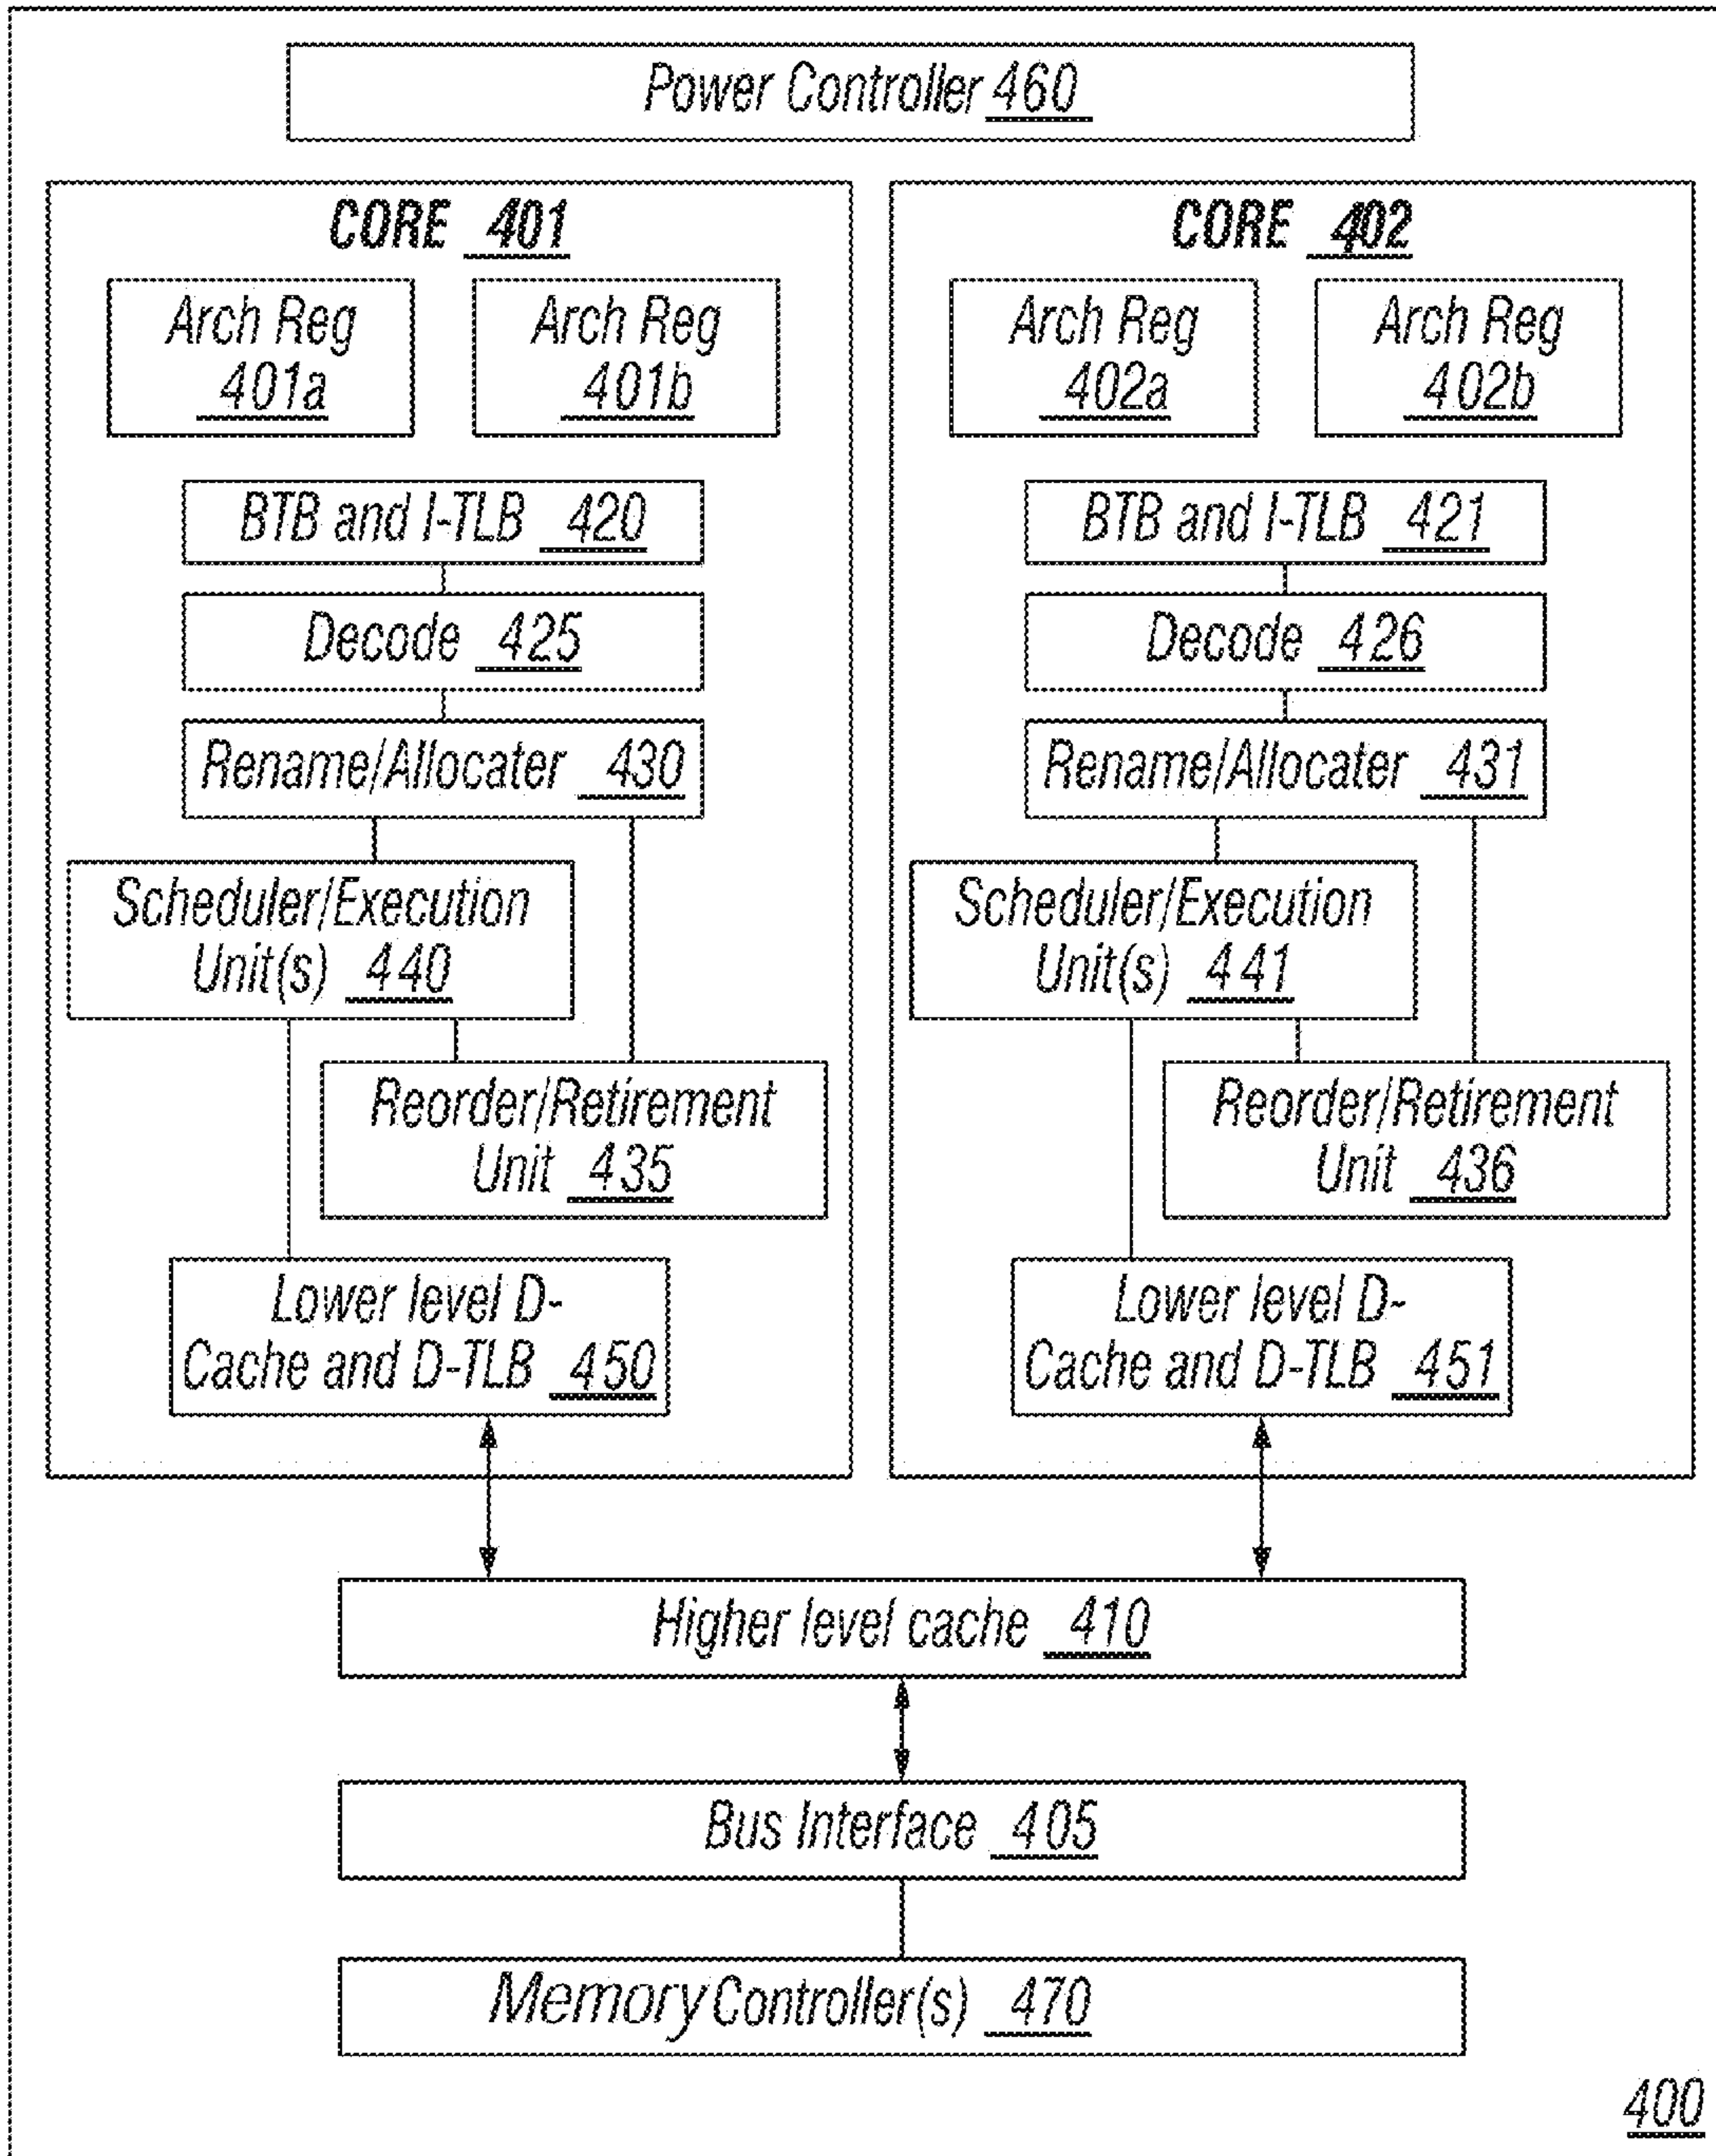 Power Controller 460
CORE 401
Arch Reg
401a
Arch Reg
401b
BTB and I-TLB 420
Decode 425
Rename/Allocater 430
Scheduler/Execution
Unit(s) 440
Reorder/Retirement
Unit 435
Lower level D-
Cache and D-TLB 450
CORE 402
Arch Reg
402a
Arch Reg
402b
BTB and I-TLB 421
Decode 426
Rename/Allocater 431
Scheduler/Execution
Unit(s) 441
Reorder/Retirement
Unit 436
Lower level D-
Cache and D-TLB 451
Higher level cache 410
Bus Interface 405
Memory Controller(s) 470
400